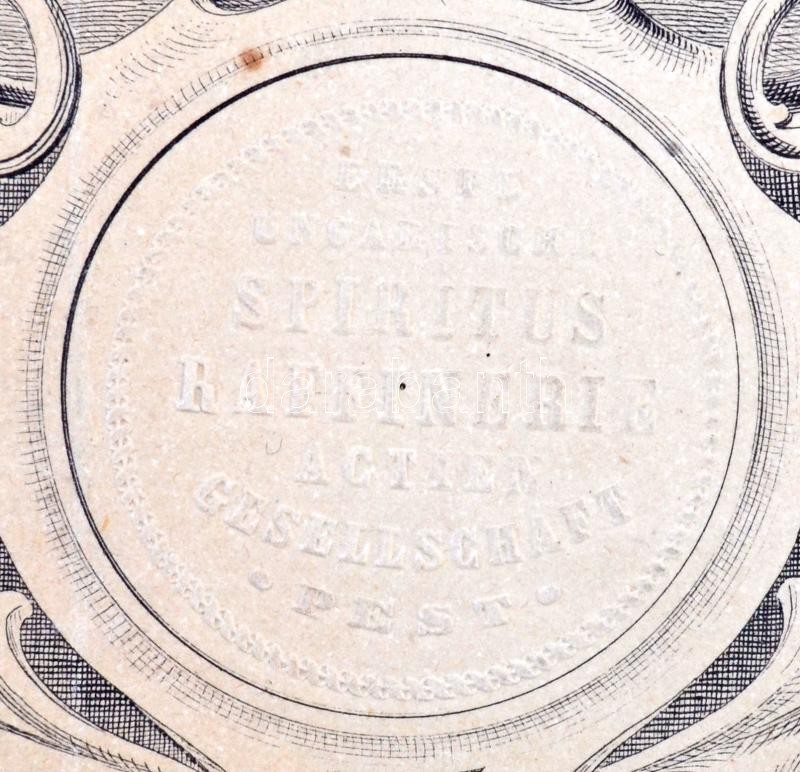 ERSTE
UNGARISCHE
SPIRITUS
RAFFINERIE
ACTIEN
GESELLSCHAFT
• PEST •